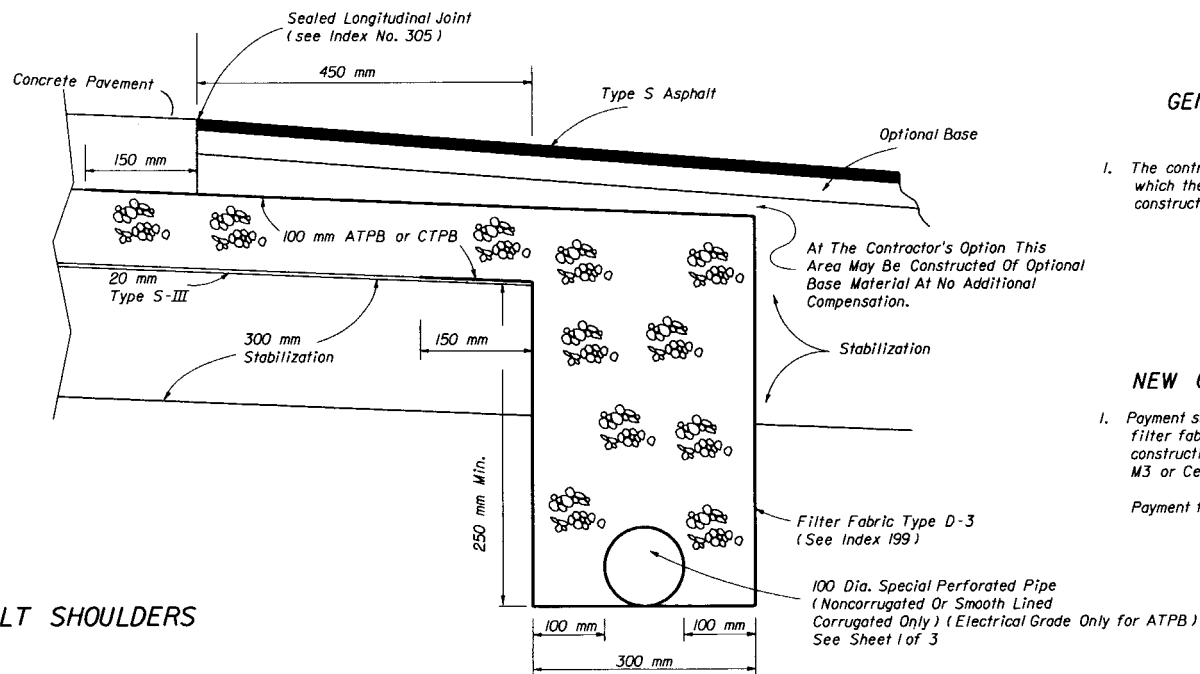 Sealed Longitudinal Joint
(see Index No. 305)
Concrete Pavement
450 mm
Type S Asphalt
Optional Base
150 mm
100 mm ATPB or CTPB
At The Contractor's Option This
Area May Be Constructed Of Optional
Base Material At No Additional
Compensation.
20 mm
Type S-III
300 mm
Stabilization
150 mm
Stabilization
250 mm Min.
Filter Fabric Type D-3
(See Index 199)
100 Dia. Special Perforated Pipe
(Noncorrugated Or Smooth Lined
Corrugated Only) (Electrical Grade Only for ATPB)
See Sheet 1 of 3
100 mm
100 mm
300 mm
LT SHOULDERS
GE
1. The contr
which the
construct
NEW
1. Payment s
filter fab
constructi
M3 or Ce
Payment f